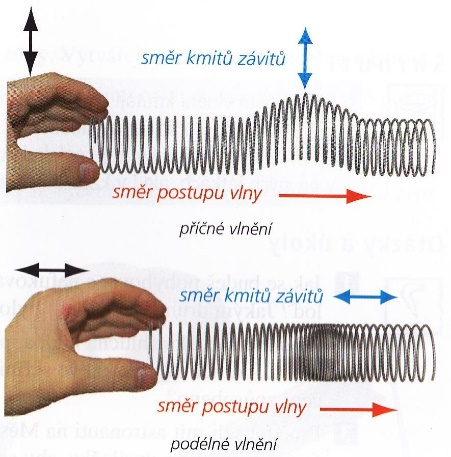 směr kmitů závitů
směr postupu vlny
příčné vlnění
směr kmitů závitů
směr postupu vlny
podélné vlnění